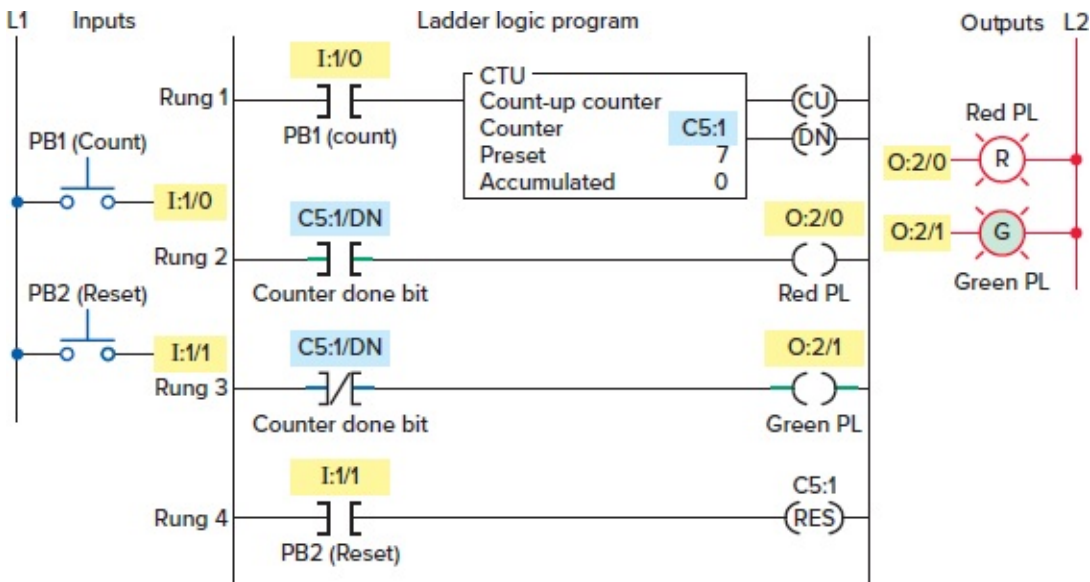 L1 Inputs Ladder logic program Outputs L2
I:1/0
Rung 1
PB1 (count)
CTU
Count-up counter
Counter C5:1
Preset 7
Accumulated 0
CU
DN
PB1 (Count)
I:1/0
Red PL
O:2/0 R
O:2/1 G
Green PL
C5:1/DN
O:2/0
Rung 2
Counter done bit
Red PL
PB2 (Reset)
I:1/1
C5:1/DN
O:2/1
Rung 3
Counter done bit
Green PL
I:1/1
C5:1
Rung 4
RES
PB2 (Reset)